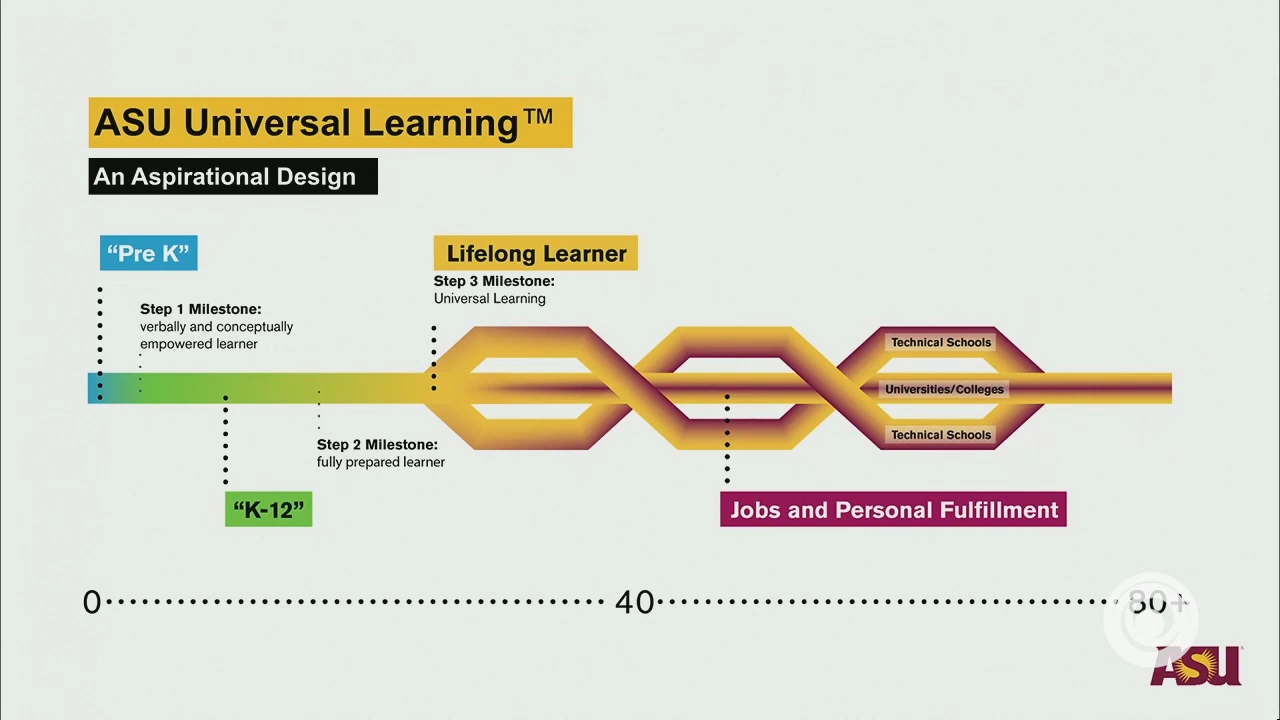 ASU Universal Learning™
An Aspirational Design
“Pre K”
Lifelong Learner
Step 3 Milestone:
Universal Learning
Step 1 Milestone:
verbally and conceptually
empowered learner
Technical Schools
Universities/Colleges
Technical Schools
Step 2 Milestone:
fully prepared learner
“K-12”
Jobs and Personal Fulfillment
0
40
80+
ASU